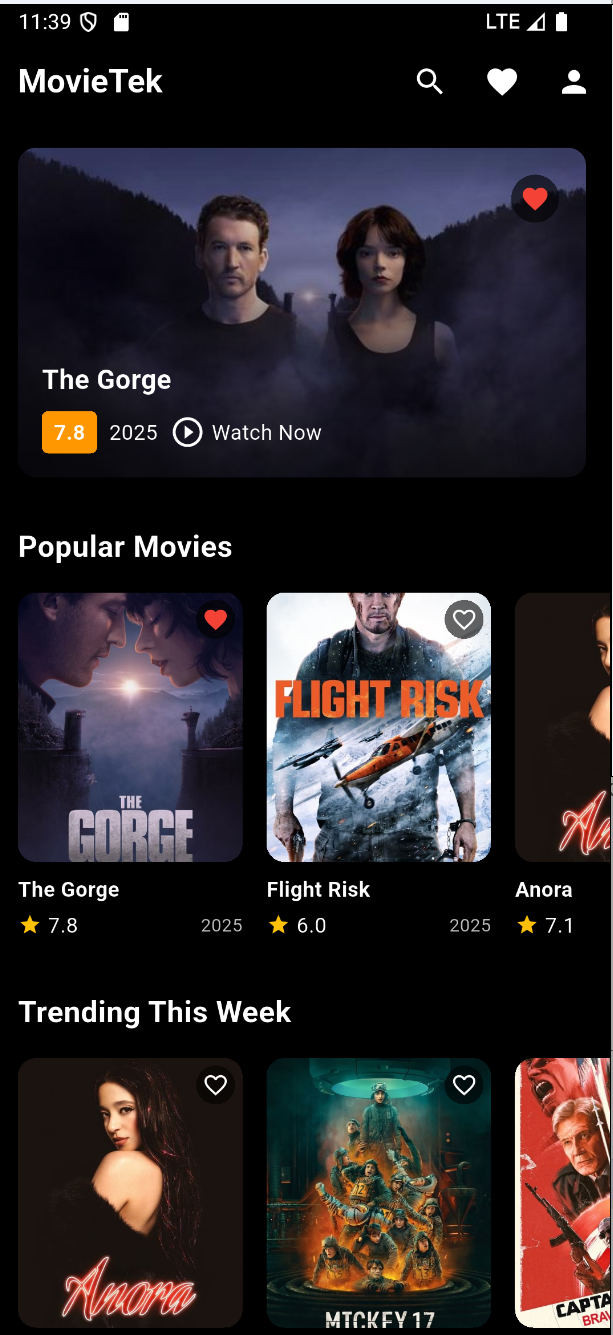 11:39 LTE
MovieTek
The Gorge
7.8 2025 Watch Now
Popular Movies
THE
GORGE
FLIGHT RISK
An
The Gorge
Flight Risk
Anora
7.8 2025
6.0 2025
7.1
Trending This Week
Anora
MICKEY 17
CAPTA
BRAV